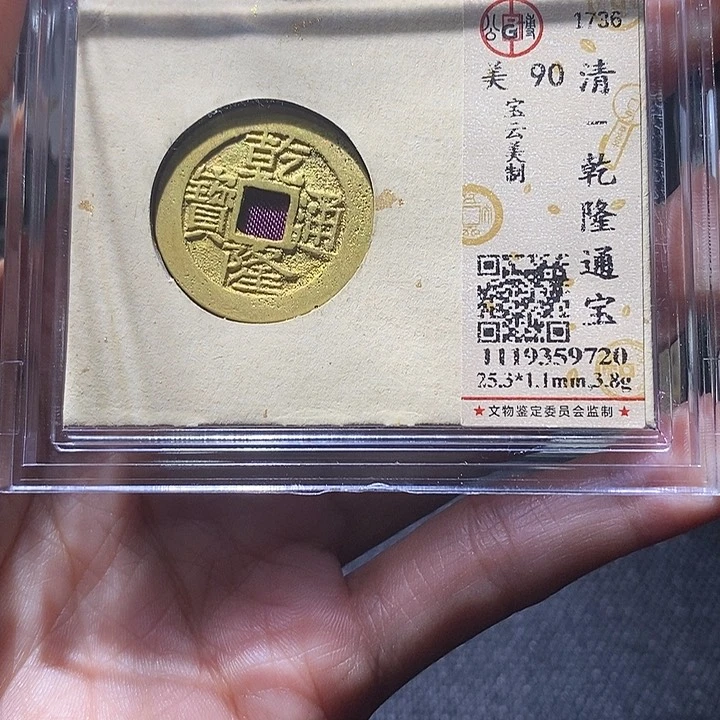 乾隆通寳
1736
美 90
清－乾隆通宝
宝云美制
1119359720
25.3*1.1mm,3.8g
★文物鉴定委员会监制★